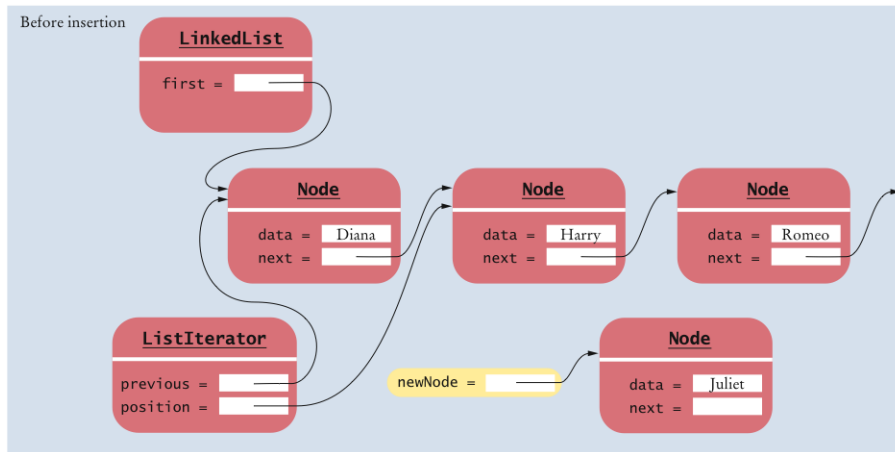 Before insertion
LinkedList
first =
Node
data = Diana
next =
Node
data = Harry
next =
Node
data = Romeo
next =
ListIterator
previous =
position =
newNode =
Node
data = Juliet
next =